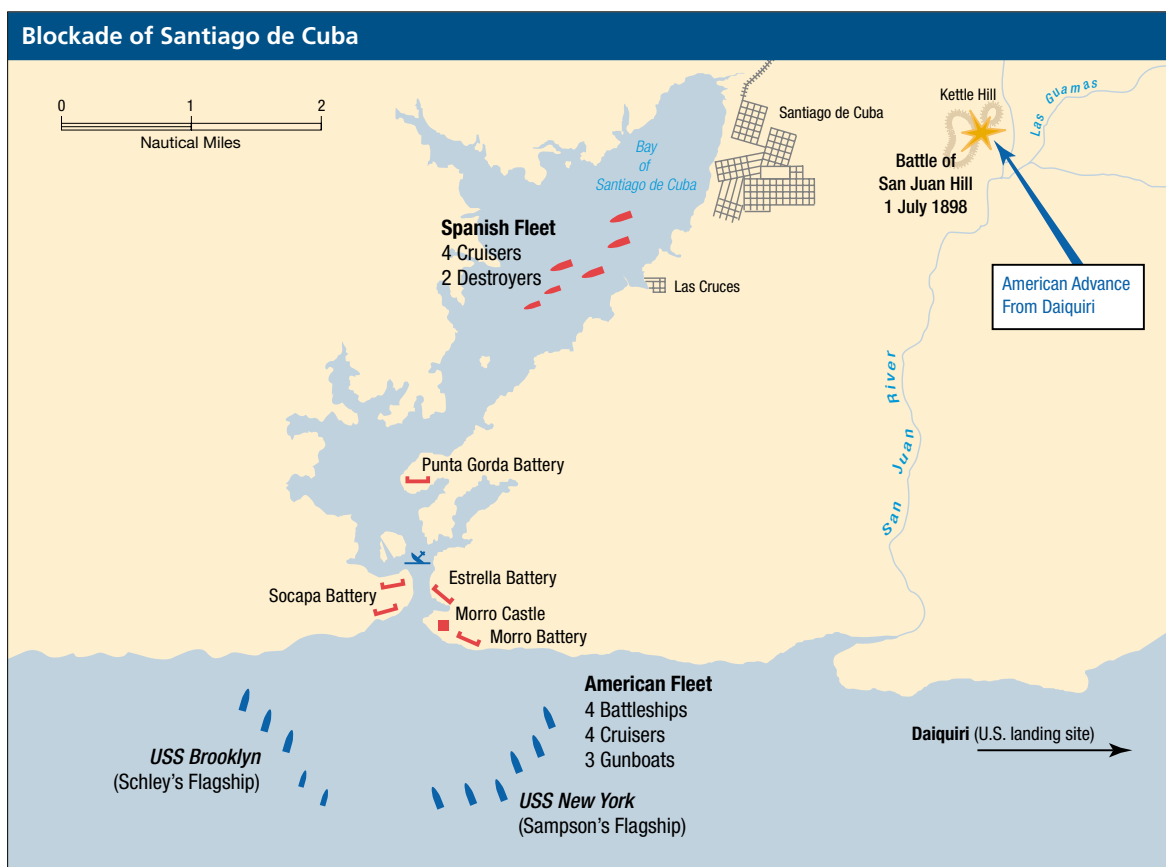 Blockade of Santiago de Cuba
0 1 2
Nautical Miles
Santiago de Cuba
Kettle Hill
Las Guamas
Bay
of
Santiago de Cuba
Battle of
San Juan Hill
1 July 1898
Spanish Fleet
4 Cruisers
2 Destroyers
Las Cruces
American Advance
From Daiquiri
San Juan River
Punta Gorda Battery
Socapa Battery
Estrella Battery
Morro Castle
Morro Battery
American Fleet
4 Battleships
4 Cruisers
3 Gunboats
USS Brooklyn
(Schley's Flagship)
Daiquiri (U.S. landing site)
USS New York
(Sampson's Flagship)